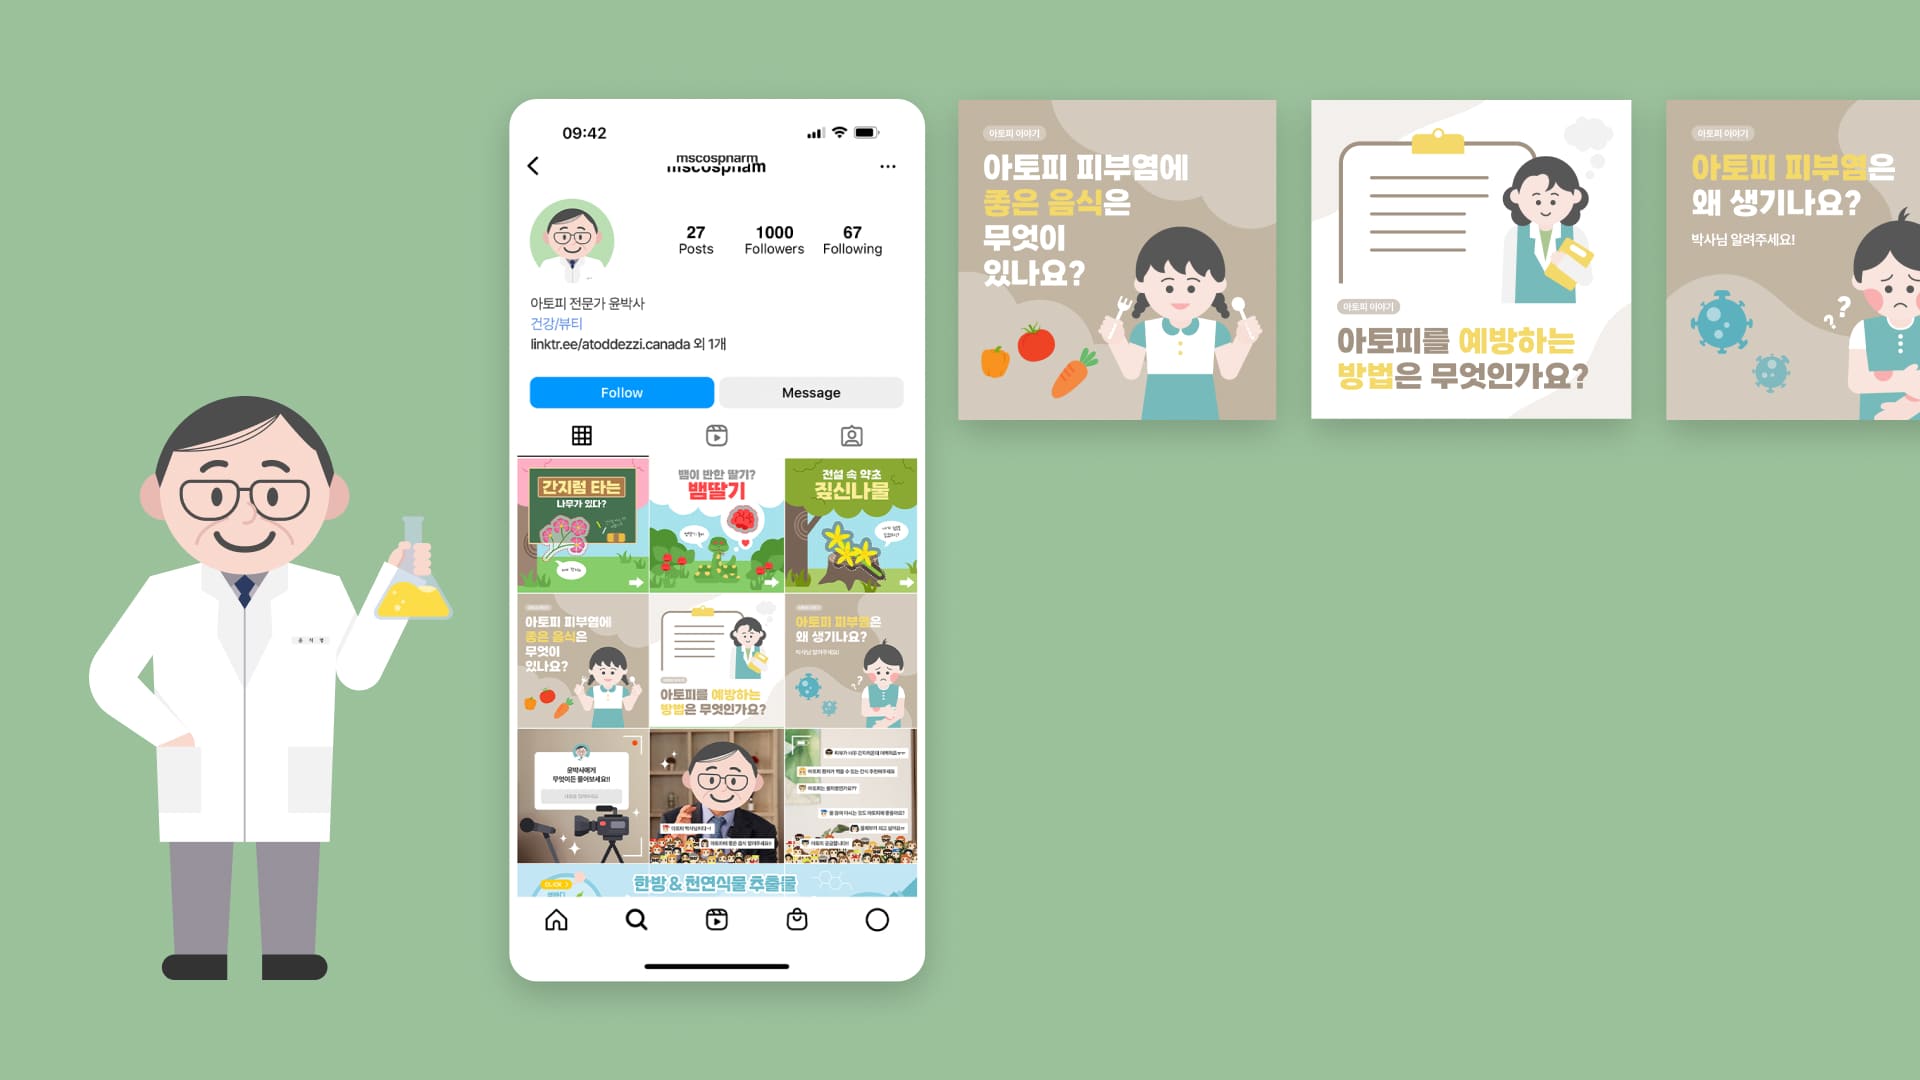 09:42
mscospharm
27
Posts
1000
Followers
67
Following
아토피 전문가 윤박사
건강/뷰티
linktr.ee/atoddezzi.canada 외 1개
Follow
Message
간지럼 타는
나무가 있다?
뱀이 반한 딸기?
뱀딸기
전설 속 약초
짚신나물
아토피 피부염에
좋은 음식은
무엇이
있나요?
아토피를 예방하는
방법은 무엇인가요?
아토피 피부염은
왜 생기나요?
박사님 알려주세요!
윤박사에게
무엇이든 물어보세요!!
한방 & 천연식물 추출물
아토피 이야기
아토피 피부염에
좋은 음식은
무엇이
있나요?
아토피 이야기
아토피를 예방하는
방법은 무엇인가요?
아토피 이야기
아토피 피부염은
왜 생기나요?
박사님 알려주세요!